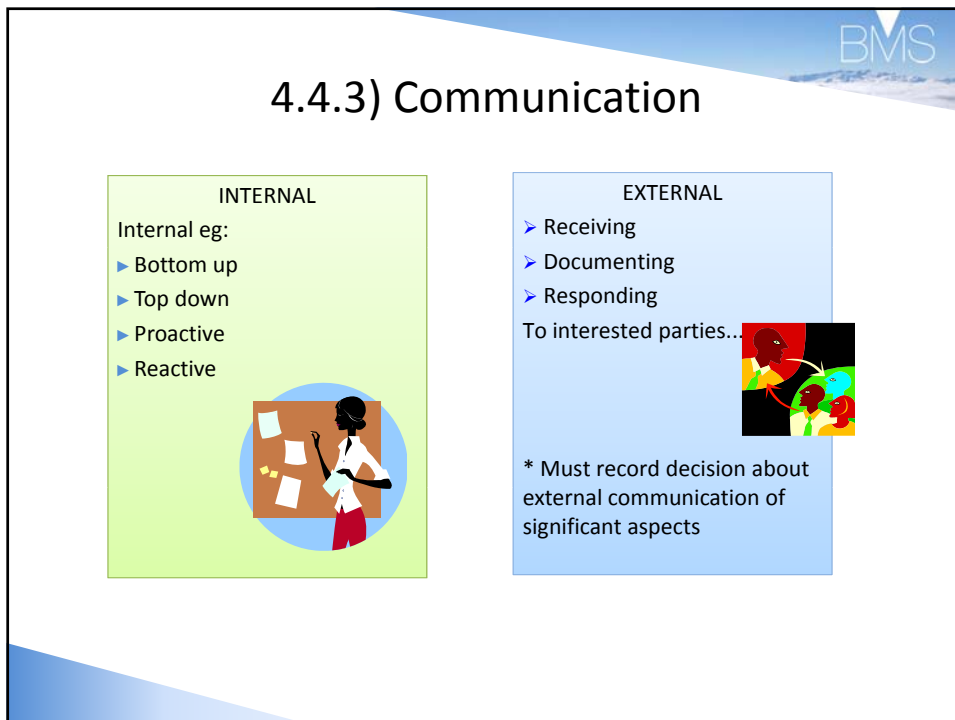 BMS
4.4.3) Communication
INTERNAL
Internal eg:
► Bottom up
► Top down
► Proactive
► Reactive
EXTERNAL
➢ Receiving
➢ Documenting
➢ Responding
To interested parties...
* Must record decision about
external communication of
significant aspects